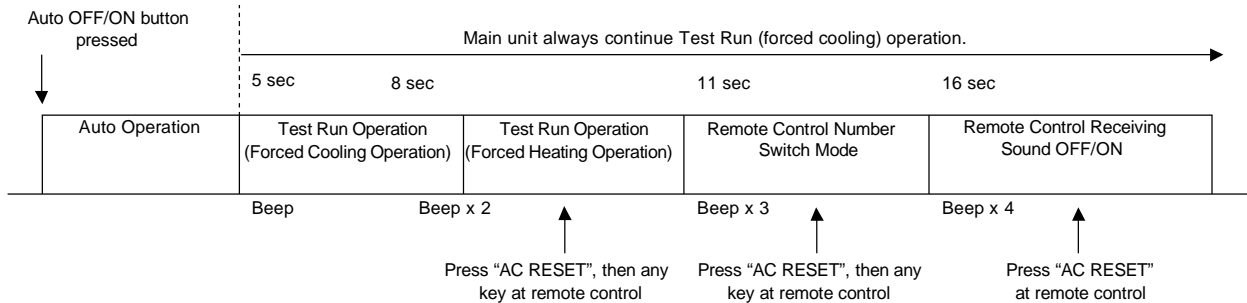 Auto OFF/ON button
pressed
Main unit always continue Test Run (forced cooling) operation.
5 sec
8 sec
11 sec
16 sec
Auto Operation
Test Run Operation
(Forced Cooling Operation)
Test Run Operation
(Forced Heating Operation)
Remote Control Number
Switch Mode
Remote Control Receiving
Sound OFF/ON
Beep
Beep x 2
Beep x 3
Beep x 4
Press “AC RESET”, then any
key at remote control
Press “AC RESET”, then any
key at remote control
Press “AC RESET”
at remote control